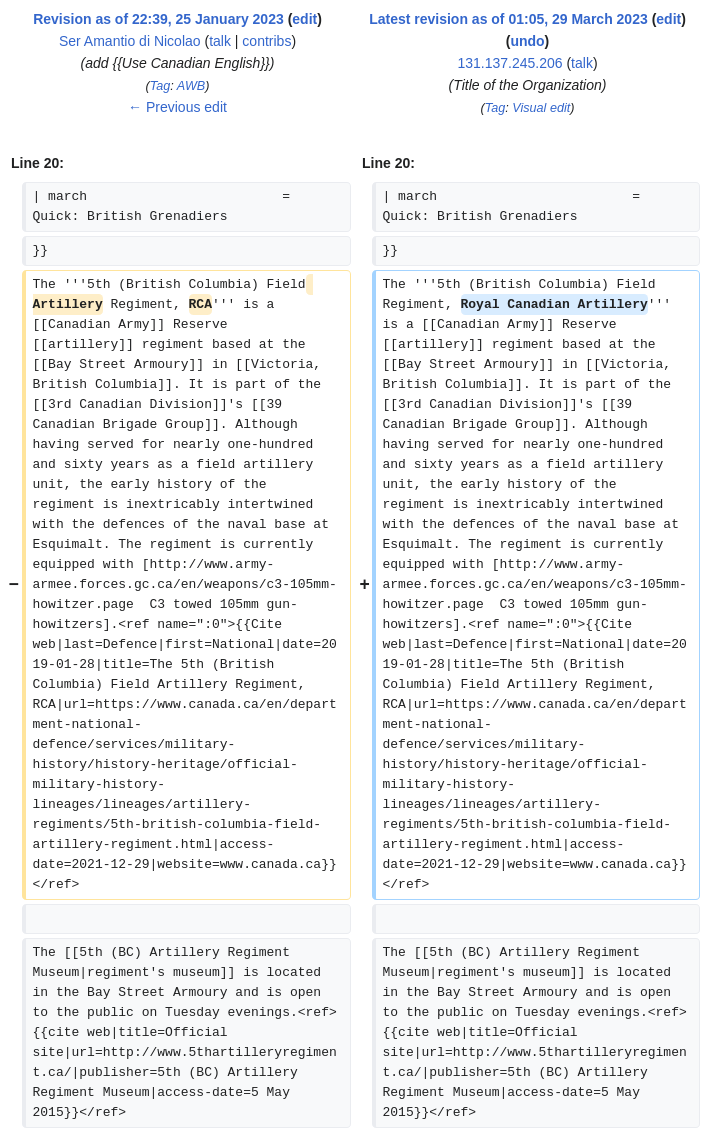 Revision as of 22:39, 25 January 2023 (edit)
Ser Amantio di Nicolao (talk | contribs)
(add {{Use Canadian English}})
(Tag: AWB)
← Previous edit
Latest revision as of 01:05, 29 March 2023 (edit)
(undo)
131.137.245.206 (talk)
(Title of the Organization)
(Tag: Visual edit)
Line 20:
| march                         =
Quick: British Grenadiers
}}
−
The '''5th (British Columbia) Field
Artillery Regiment, RCA''' is a
[[Canadian Army]] Reserve
[[artillery]] regiment based at the
[[Bay Street Armoury]] in [[Victoria,
British Columbia]]. It is part of the
[[3rd Canadian Division]]'s [[39
Canadian Brigade Group]]. Although
having served for nearly one-hundred
and sixty years as a field artillery
unit, the early history of the
regiment is inextricably intertwined
with the defences of the naval base at
Esquimalt. The regiment is currently
equipped with [http://www.army-
armee.forces.gc.ca/en/weapons/c3-105mm-
howitzer.page  C3 towed 105mm gun-
howitzers].<ref name=":0">{{Cite
web|last=Defence|first=National|date=20
19-01-28|title=The 5th (British
Columbia) Field Artillery Regiment,
RCA|url=https://www.canada.ca/en/depart
ment-national-
defence/services/military-
history/history-heritage/official-
military-history-
lineages/lineages/artillery-
regiments/5th-british-columbia-field-
artillery-regiment.html|access-
date=2021-12-29|website=www.canada.ca}}
</ref>
The [[5th (BC) Artillery Regiment
Museum|regiment's museum]] is located
in the Bay Street Armoury and is open
to the public on Tuesday evenings.<ref>
{{cite web|title=Official
site|url=http://www.5thartilleryregimen
t.ca/|publisher=5th (BC) Artillery
Regiment Museum|access-date=5 May
2015}}</ref>
Line 20:
| march                         =
Quick: British Grenadiers
}}
+
The '''5th (British Columbia) Field
Regiment, Royal Canadian Artillery'''
is a [[Canadian Army]] Reserve
[[artillery]] regiment based at the
[[Bay Street Armoury]] in [[Victoria,
British Columbia]]. It is part of the
[[3rd Canadian Division]]'s [[39
Canadian Brigade Group]]. Although
having served for nearly one-hundred
and sixty years as a field artillery
unit, the early history of the
regiment is inextricably intertwined
with the defences of the naval base at
Esquimalt. The regiment is currently
equipped with [http://www.army-
armee.forces.gc.ca/en/weapons/c3-105mm-
howitzer.page  C3 towed 105mm gun-
howitzers].<ref name=":0">{{Cite
web|last=Defence|first=National|date=20
19-01-28|title=The 5th (British
Columbia) Field Artillery Regiment,
RCA|url=https://www.canada.ca/en/depart
ment-national-
defence/services/military-
history/history-heritage/official-
military-history-
lineages/lineages/artillery-
regiments/5th-british-columbia-field-
artillery-regiment.html|access-
date=2021-12-29|website=www.canada.ca}}
</ref>
The [[5th (BC) Artillery Regiment
Museum|regiment's museum]] is located
in the Bay Street Armoury and is open
to the public on Tuesday evenings.<ref>
{{cite web|title=Official
site|url=http://www.5thartilleryregimen
t.ca/|publisher=5th (BC) Artillery
Regiment Museum|access-date=5 May
2015}}</ref>